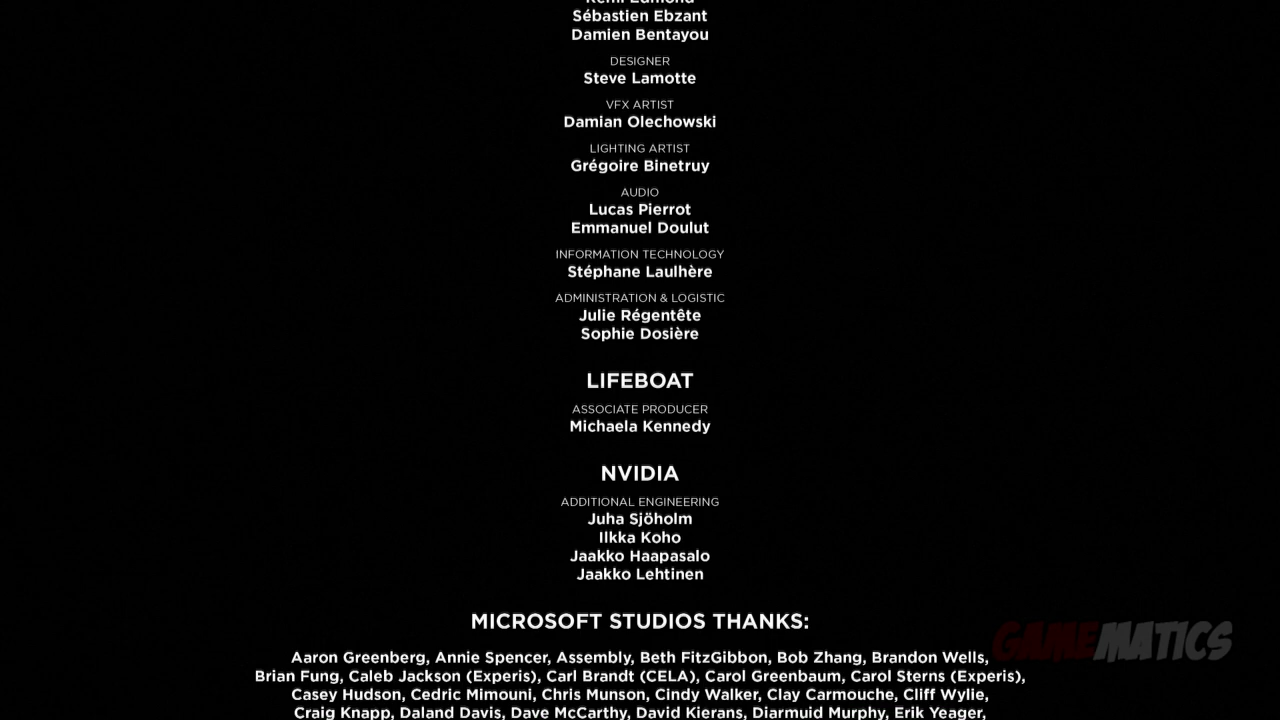 Sébastien Ebzant
Damien Bentayou
DESIGNER
Steve Lamotte
VFX ARTIST
Damian Olechowski
LIGHTING ARTIST
Grégoire Binetruy
AUDIO
Lucas Pierrot
Emmanuel Doulut
INFORMATION TECHNOLOGY
Stéphane Laulhère
ADMINISTRATION & LOGISTIC
Julie Régentête
Sophie Dosière
LIFEBOAT
ASSOCIATE PRODUCER
Michaela Kennedy
NVIDIA
ADDITIONAL ENGINEERING
Juha Sjöholm
Ilkka Koho
Jaakko Haapasalo
Jaakko Lehtinen
MICROSOFT STUDIOS THANKS:
GAMEMATICS
Aaron Greenberg, Annie Spencer, Assembly, Beth FitzGibbon, Bob Zhang, Brandon Wells,
Brian Fung, Caleb Jackson (Experis), Carl Brandt (CELA), Carol Greenbaum, Carol Sterns (Experis),
Casey Hudson, Cedric Mimouni, Chris Munson, Cindy Walker, Clay Carmouche, Cliff Wylie,
Craig Knapp, Daland Davis, Dave McCarthy, David Kierans, Diarmuid Murphy, Erik Yeager,